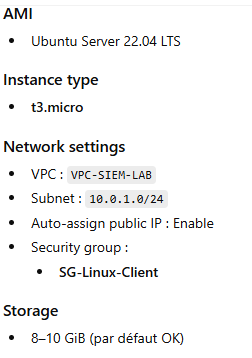 AMI
• Ubuntu Server 22.04 LTS
Instance type
• t3.micro
Network settings
• VPC : VPC-SIEM-LAB
• Subnet : 10.0.1.0/24
• Auto-assign public IP : Enable
• Security group :
• SG-Linux-Client
Storage
• 8–10 GiB (par défaut OK)